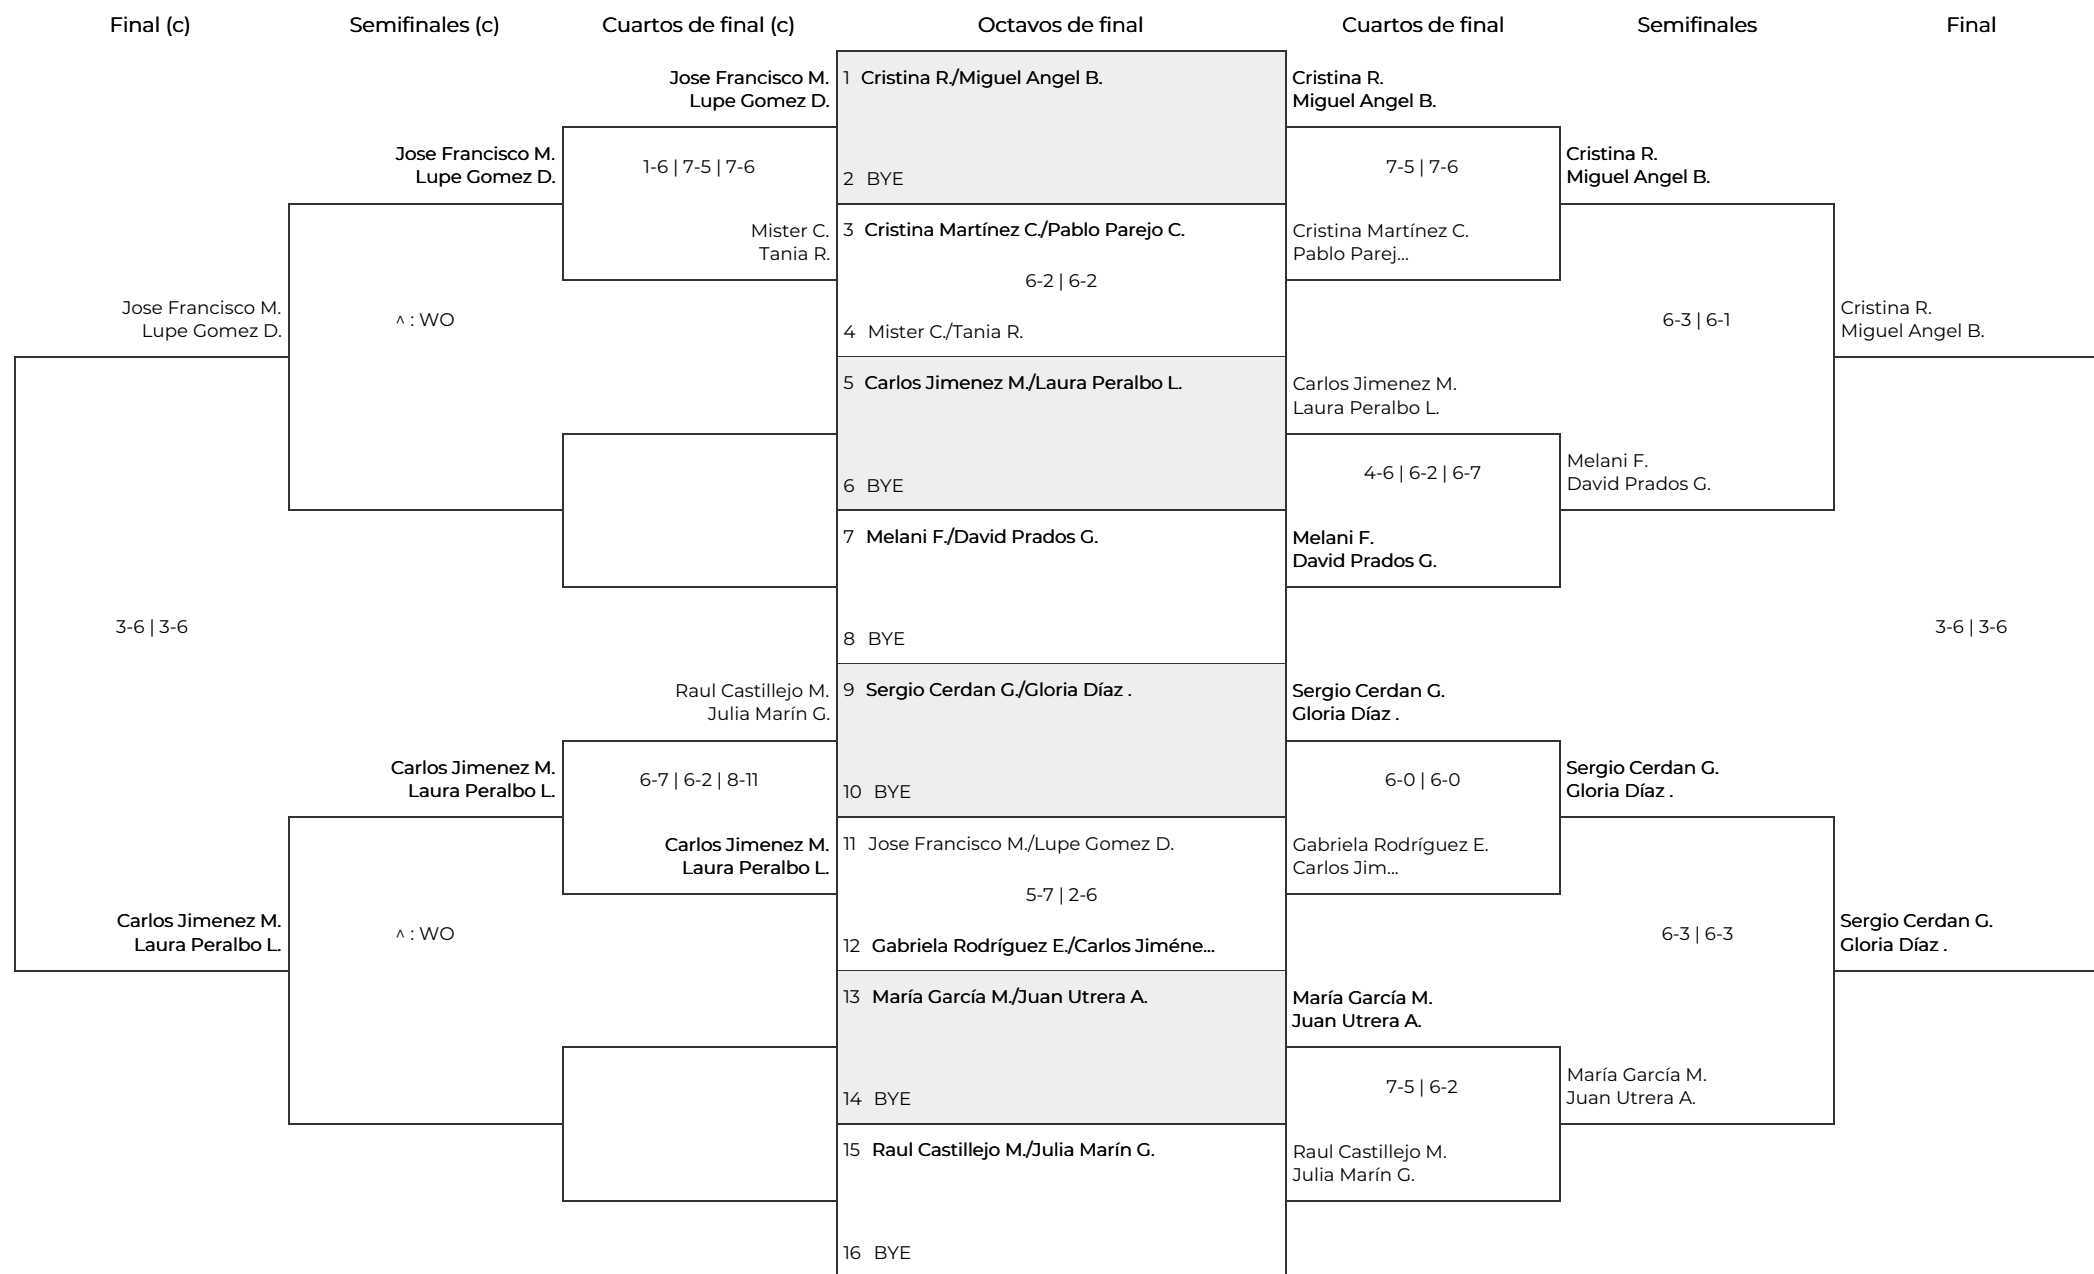 Final (c)
Semifinales (c)
Cuartos de final (c)
Octavos de final
Cuartos de final
Semifinales
Final
Jose Francisco M.
Lupe Gomez D.
3-6 | 3-6
Carlos Jimenez M.
Laura Peralbo L.
Jose Francisco M.
Lupe Gomez D.
^ : WO
Carlos Jimenez M.
Laura Peralbo L.
^ : WO
Jose Francisco M.
Lupe Gomez D.
1-6 | 7-5 | 7-6
Mister C.
Tania R.
Raul Castillejo M.
Julia Marín G.
6-7 | 6-2 | 8-11
Carlos Jimenez M.
Laura Peralbo L.
1 Cristina R./Miguel Angel B.
2 BYE
3 Cristina Martínez C./Pablo Parejo C.
6-2 | 6-2
4 Mister C./Tania R.
5 Carlos Jimenez M./Laura Peralbo L.
6 BYE
7 Melani F./David Prados G.
8 BYE
9 Sergio Cerdan G./Gloria Díaz .
10 BYE
11 Jose Francisco M./Lupe Gomez D.
5-7 | 2-6
12 Gabriela Rodríguez E./Carlos Jiméne...
13 María García M./Juan Utrera A.
14 BYE
15 Raul Castillejo M./Julia Marín G.
16 BYE
Cristina R.
Miguel Angel B.
7-5 | 7-6
Cristina Martínez C.
Pablo Parej...
Carlos Jimenez M.
Laura Peralbo L.
4-6 | 6-2 | 6-7
Melani F.
David Prados G.
Sergio Cerdan G.
Gloria Díaz .
6-0 | 6-0
Gabriela Rodríguez E.
Carlos Jim...
María García M.
Juan Utrera A.
7-5 | 6-2
Raul Castillejo M.
Julia Marín G.
Cristina R.
Miguel Angel B.
6-3 | 6-1
Melani F.
David Prados G.
Sergio Cerdan G.
Gloria Díaz .
6-3 | 6-3
María García M.
Juan Utrera A.
Cristina R.
Miguel Angel B.
3-6 | 3-6
Sergio Cerdan G.
Gloria Díaz .